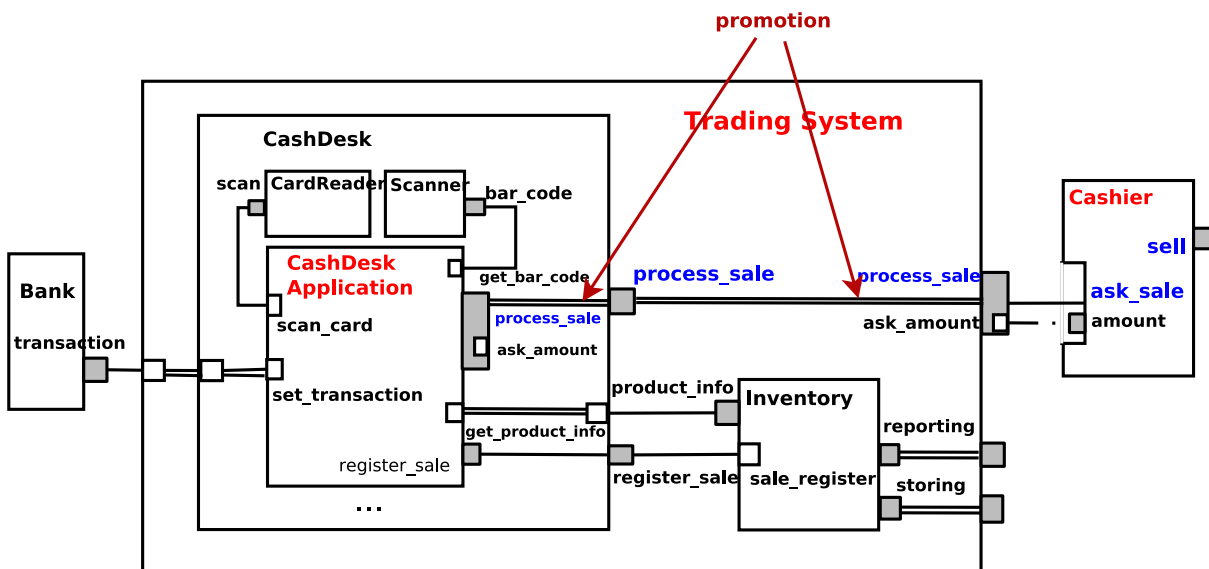 promotion
Trading System
CashDesk
scan
CardReader
Scanner
bar_code
Cashier
sell
CashDesk
Application
get_bar_code
process_sale
process_sale
Bank
ask_sale
scan_card
process_sale
ask_amount
amount
transaction
ask_amount
set_transaction
product_info
Inventory
get_product_info
reporting
register_sale
register_sale
sale_register
storing
...